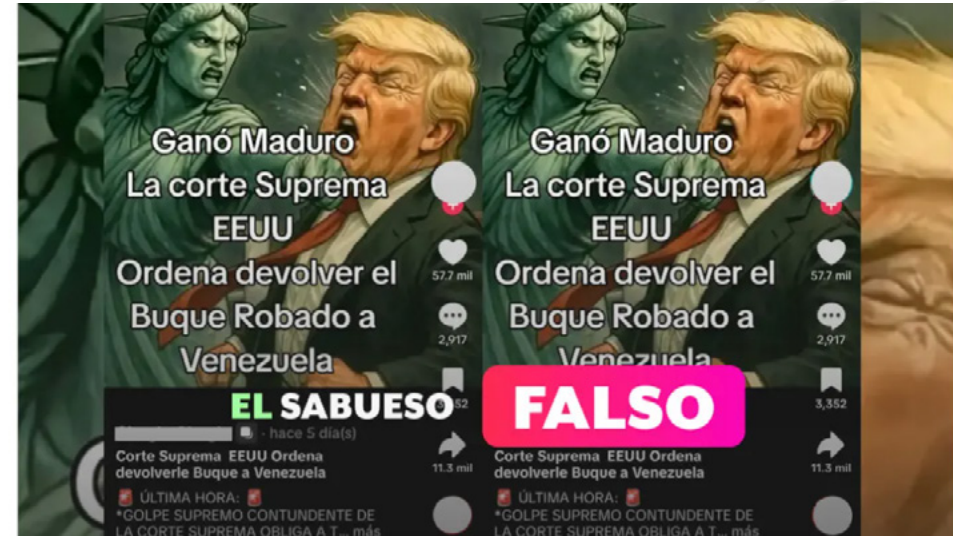 Ganó Maduro
La corte Suprema
EEUU
Ordena devolver el
Buque Robado a
Venezuela
57.7 mil
2,917
52
EL SABUESO
hace 5 día(s)
Corte Suprema EEUU Ordena
devolverle Buque a Venezuela
11.3 mil
🚨 ÚLTIMA HORA: 🚨
*GOLPE SUPREMO CONTUNDENTE DE
LA CORTE SUPREMA OBLIGA A T... más
Ganó Maduro
La corte Suprema
EEUU
Ordena devolver el
Buque Robado a
Venezuela
57.7 mil
2,917
3,352
FALSO
Corte Suprema EEUU Ordena
devolverle Buque a Venezuela
11.3 mil
🚨 ÚLTIMA HORA: 🚨
*GOLPE SUPREMO CONTUNDENTE DE
LA CORTE SUPREMA OBLIGA A T... más